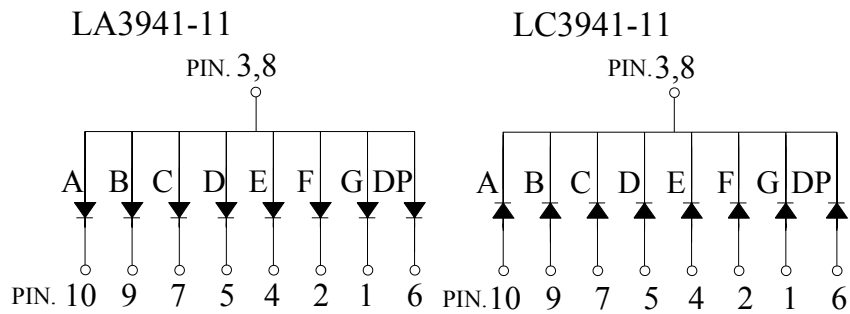 LA3941-11 LC3941-11
PIN. 3,8 PIN. 3,8
A B C D E F G DP A B C D E F G DP
PIN. 10 9 7 5 4 2 1 6 PIN. 10 9 7 5 4 2 1 6